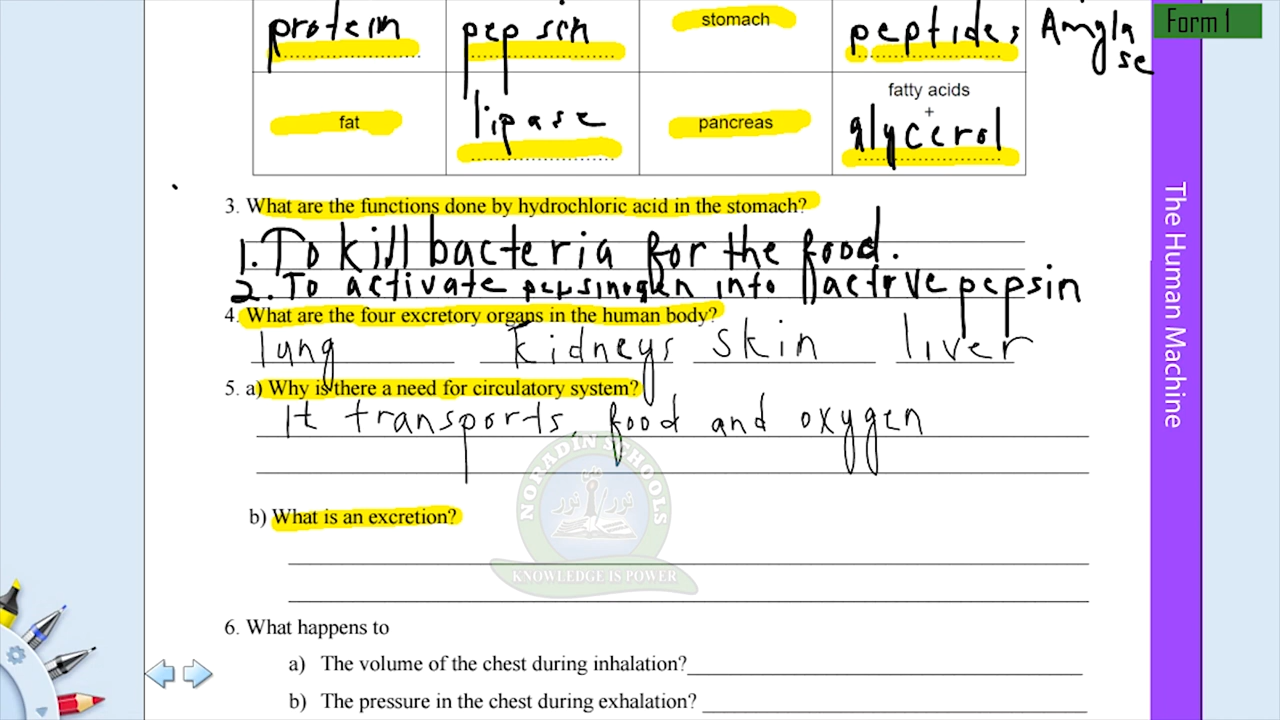 Form 1
protein pepsin stomach peptides Amyla
se
fatty acids
+
fat lipase pancreas glycerol
3. What are the functions done by hydrochloric acid in the stomach?
1. To kill bacteria for the food.
2. To activate pepsinogen into active pepsin
4. What are the four excretory organs in the human body?
lung kidneys skin liver
5. a) Why is there a need for circulatory system?
It transports food and oxygen
NORADIN SCHOOLS
نور نور
b) What is an excretion?
KNOWLEDGE IS POWER
6. What happens to
a) The volume of the chest during inhalation?
b) The pressure in the chest during exhalation?
The Human Machine